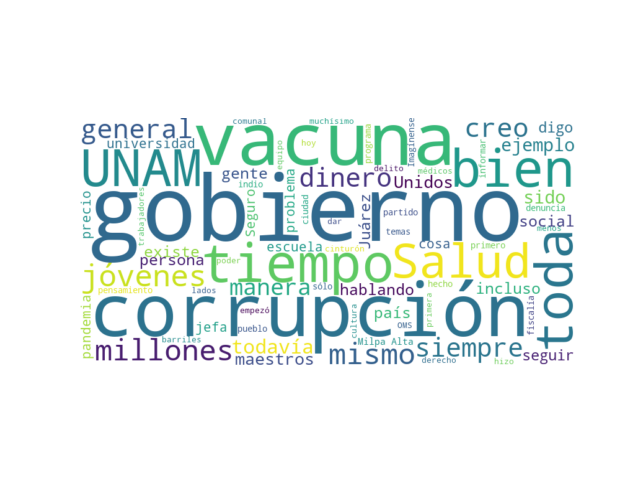 comunal
muchísimo
general
vacuna
creo
digo
universidad
hoy
programa
Imagínense
ejemplo
UNAM
equipo
informar
bien
gente
dinero
delito
médicos
Unidos
indio
problema
precio
trabajadores
gobierno
Seguro
ciudad
Juárez
partido
sido
denuncia
dar
social
menos
temas
existe
escuela
cinturón
cosa
primero
toda
persona
poder
tiempo
Salud
jóvenes
pensamiento
lados
manera
sólo
hablando
hecho
incluso
pandemia
corrupción
empezó
país
primera
jefa
pueblo
cultura
OMS
fiscalía
barriles
Milpa Alta
millones
todavía
maestros
mismo
siempre
derecho
hizo
seguir